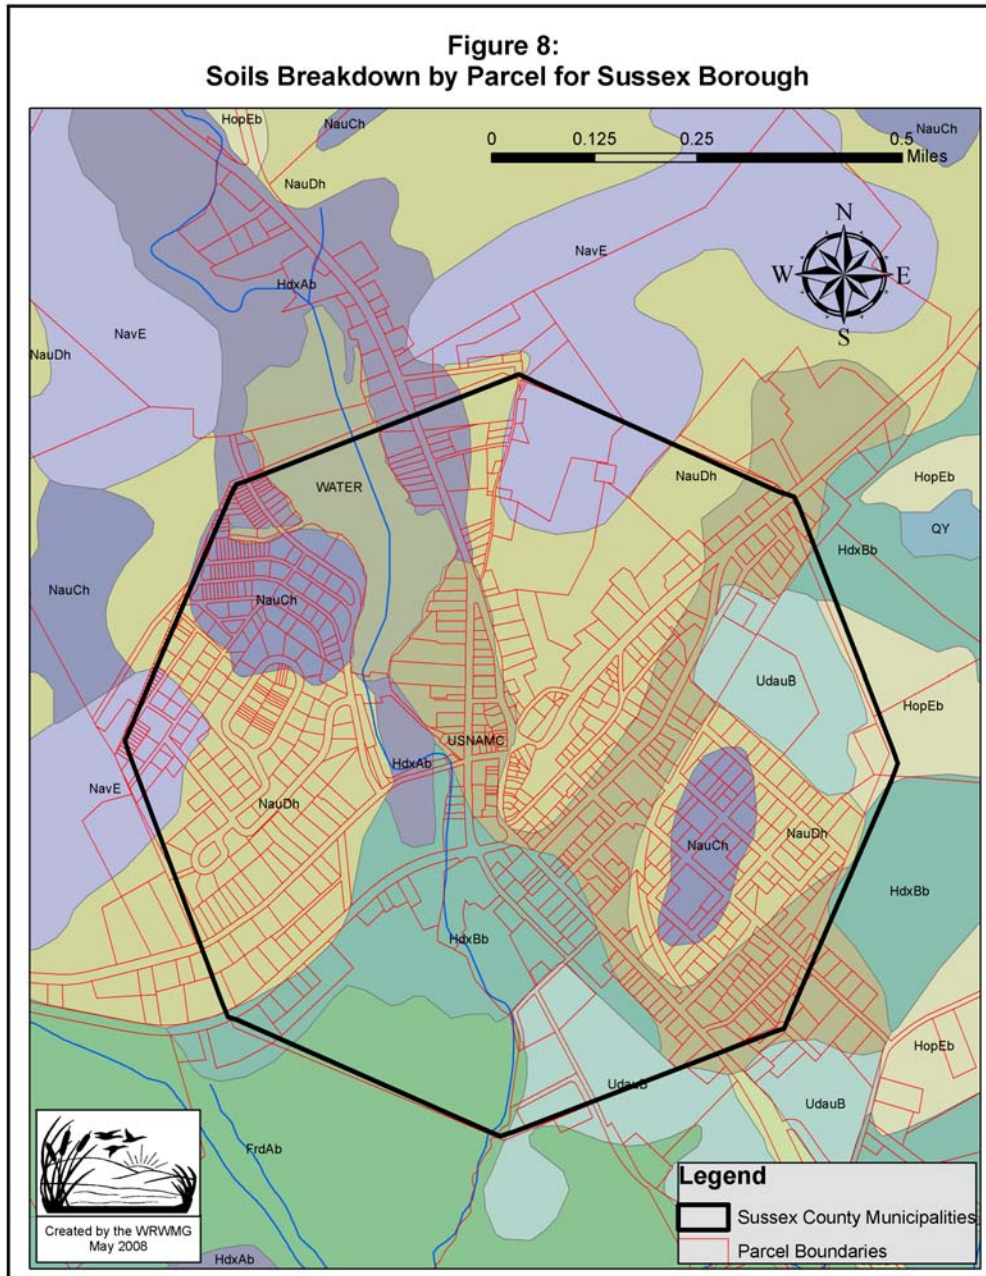 Figure 8:
Soils Breakdown by Parcel for Sussex Borough
HopEb
NauCh
NauCh
0 0.125 0.25 0.5
Miles
NauDh
N
NavE
W E
HdxAb
S
NavE
NauDh
NauDh
HopEb
WATER
QY
HdxBb
NauCh
NauCh
UdauB
HopEb
USNAMC
HdxAb
NavE
NauDh
NauDh
NauCh
HdxBb
HdxBb
HopEb
UdauB
UdauB
FrdAb
Legend
Sussex County Municipalities
Parcel Boundaries
Created by the WRWMG
May 2008
HdxAb